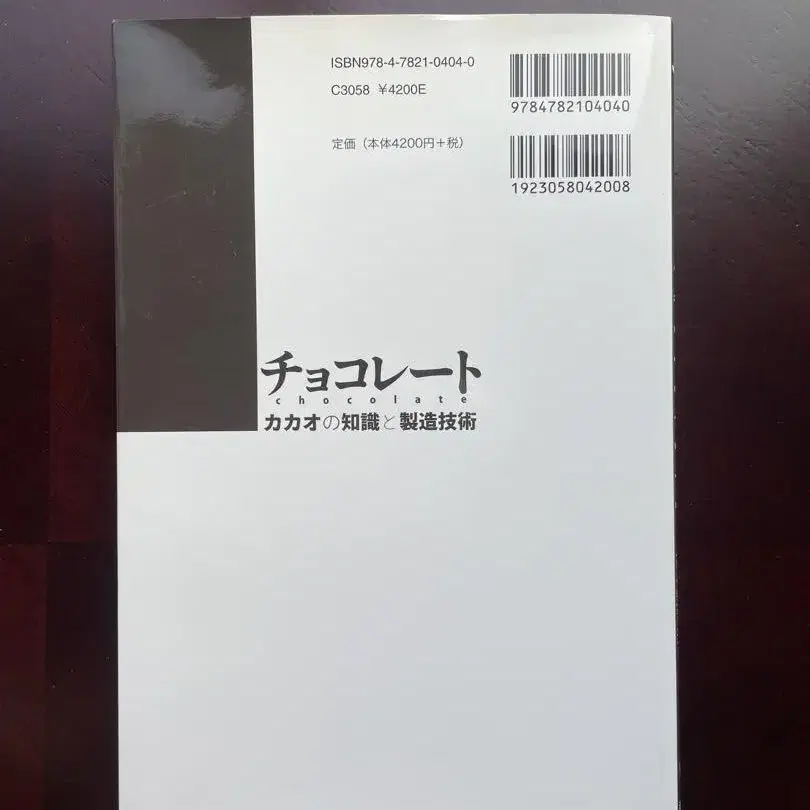 ISBN978-4-7821-0404-0
C3058 ￥4200E
定価（本体4200円＋税）
9784782104040
1923058042008
チョコレート
chocolate
カカオの知識と製造技術